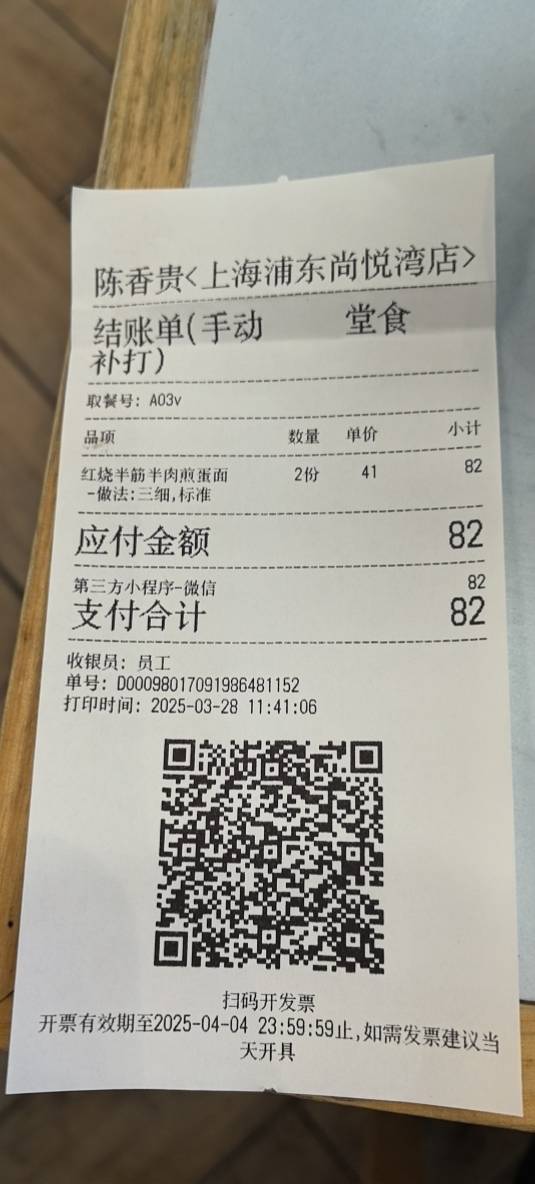 陈香贵<上海浦东尚悦湾店>
结账单(手动 堂食
补打)
取餐号: A03v
品项 数量 单价 小计
红烧半筋半肉煎蛋面 2份 41 82
-做法:三细,标准
应付金额 82
第三方小程序-微信 82
支付合计 82
收银员: 员工
单号: D00098017091986481152
打印时间: 2025-03-28 11:41:06
扫码开发票
开票有效期至2025-04-04 23:59:59止,如需发票建议当
天开具